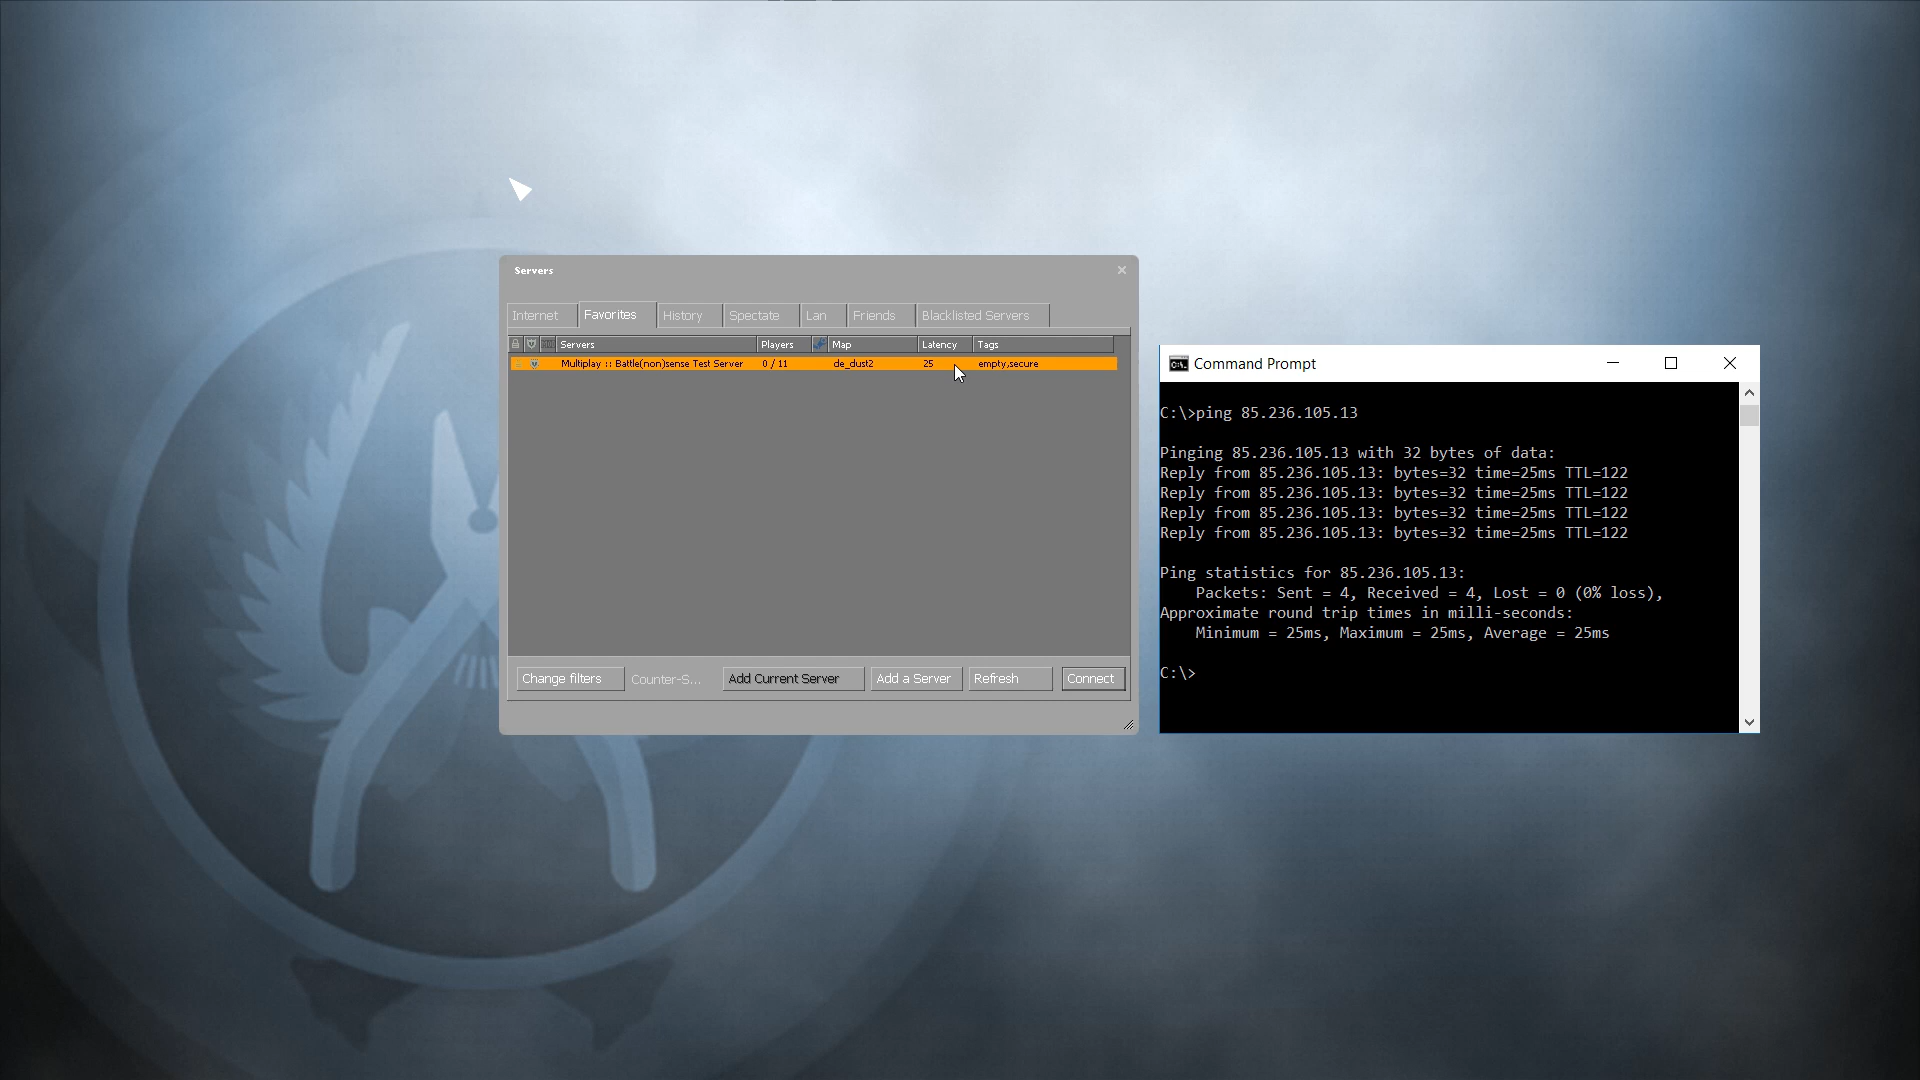 Servers
Internet Favorites History Spectate Lan Friends Blacklisted Servers
Servers Players Map Latency Tags
Multiplay :: Battle(non)sense Test Server 0 / 11 de_dust2 25 empty,secure
Change filters Counter-S... Add Current Server Add a Server Refresh Connect
Command Prompt
C:\>ping 85.236.105.13
Pinging 85.236.105.13 with 32 bytes of data:
Reply from 85.236.105.13: bytes=32 time=25ms TTL=122
Reply from 85.236.105.13: bytes=32 time=25ms TTL=122
Reply from 85.236.105.13: bytes=32 time=25ms TTL=122
Reply from 85.236.105.13: bytes=32 time=25ms TTL=122
Ping statistics for 85.236.105.13:
Packets: Sent = 4, Received = 4, Lost = 0 (0% loss),
Approximate round trip times in milli-seconds:
Minimum = 25ms, Maximum = 25ms, Average = 25ms
C:\>